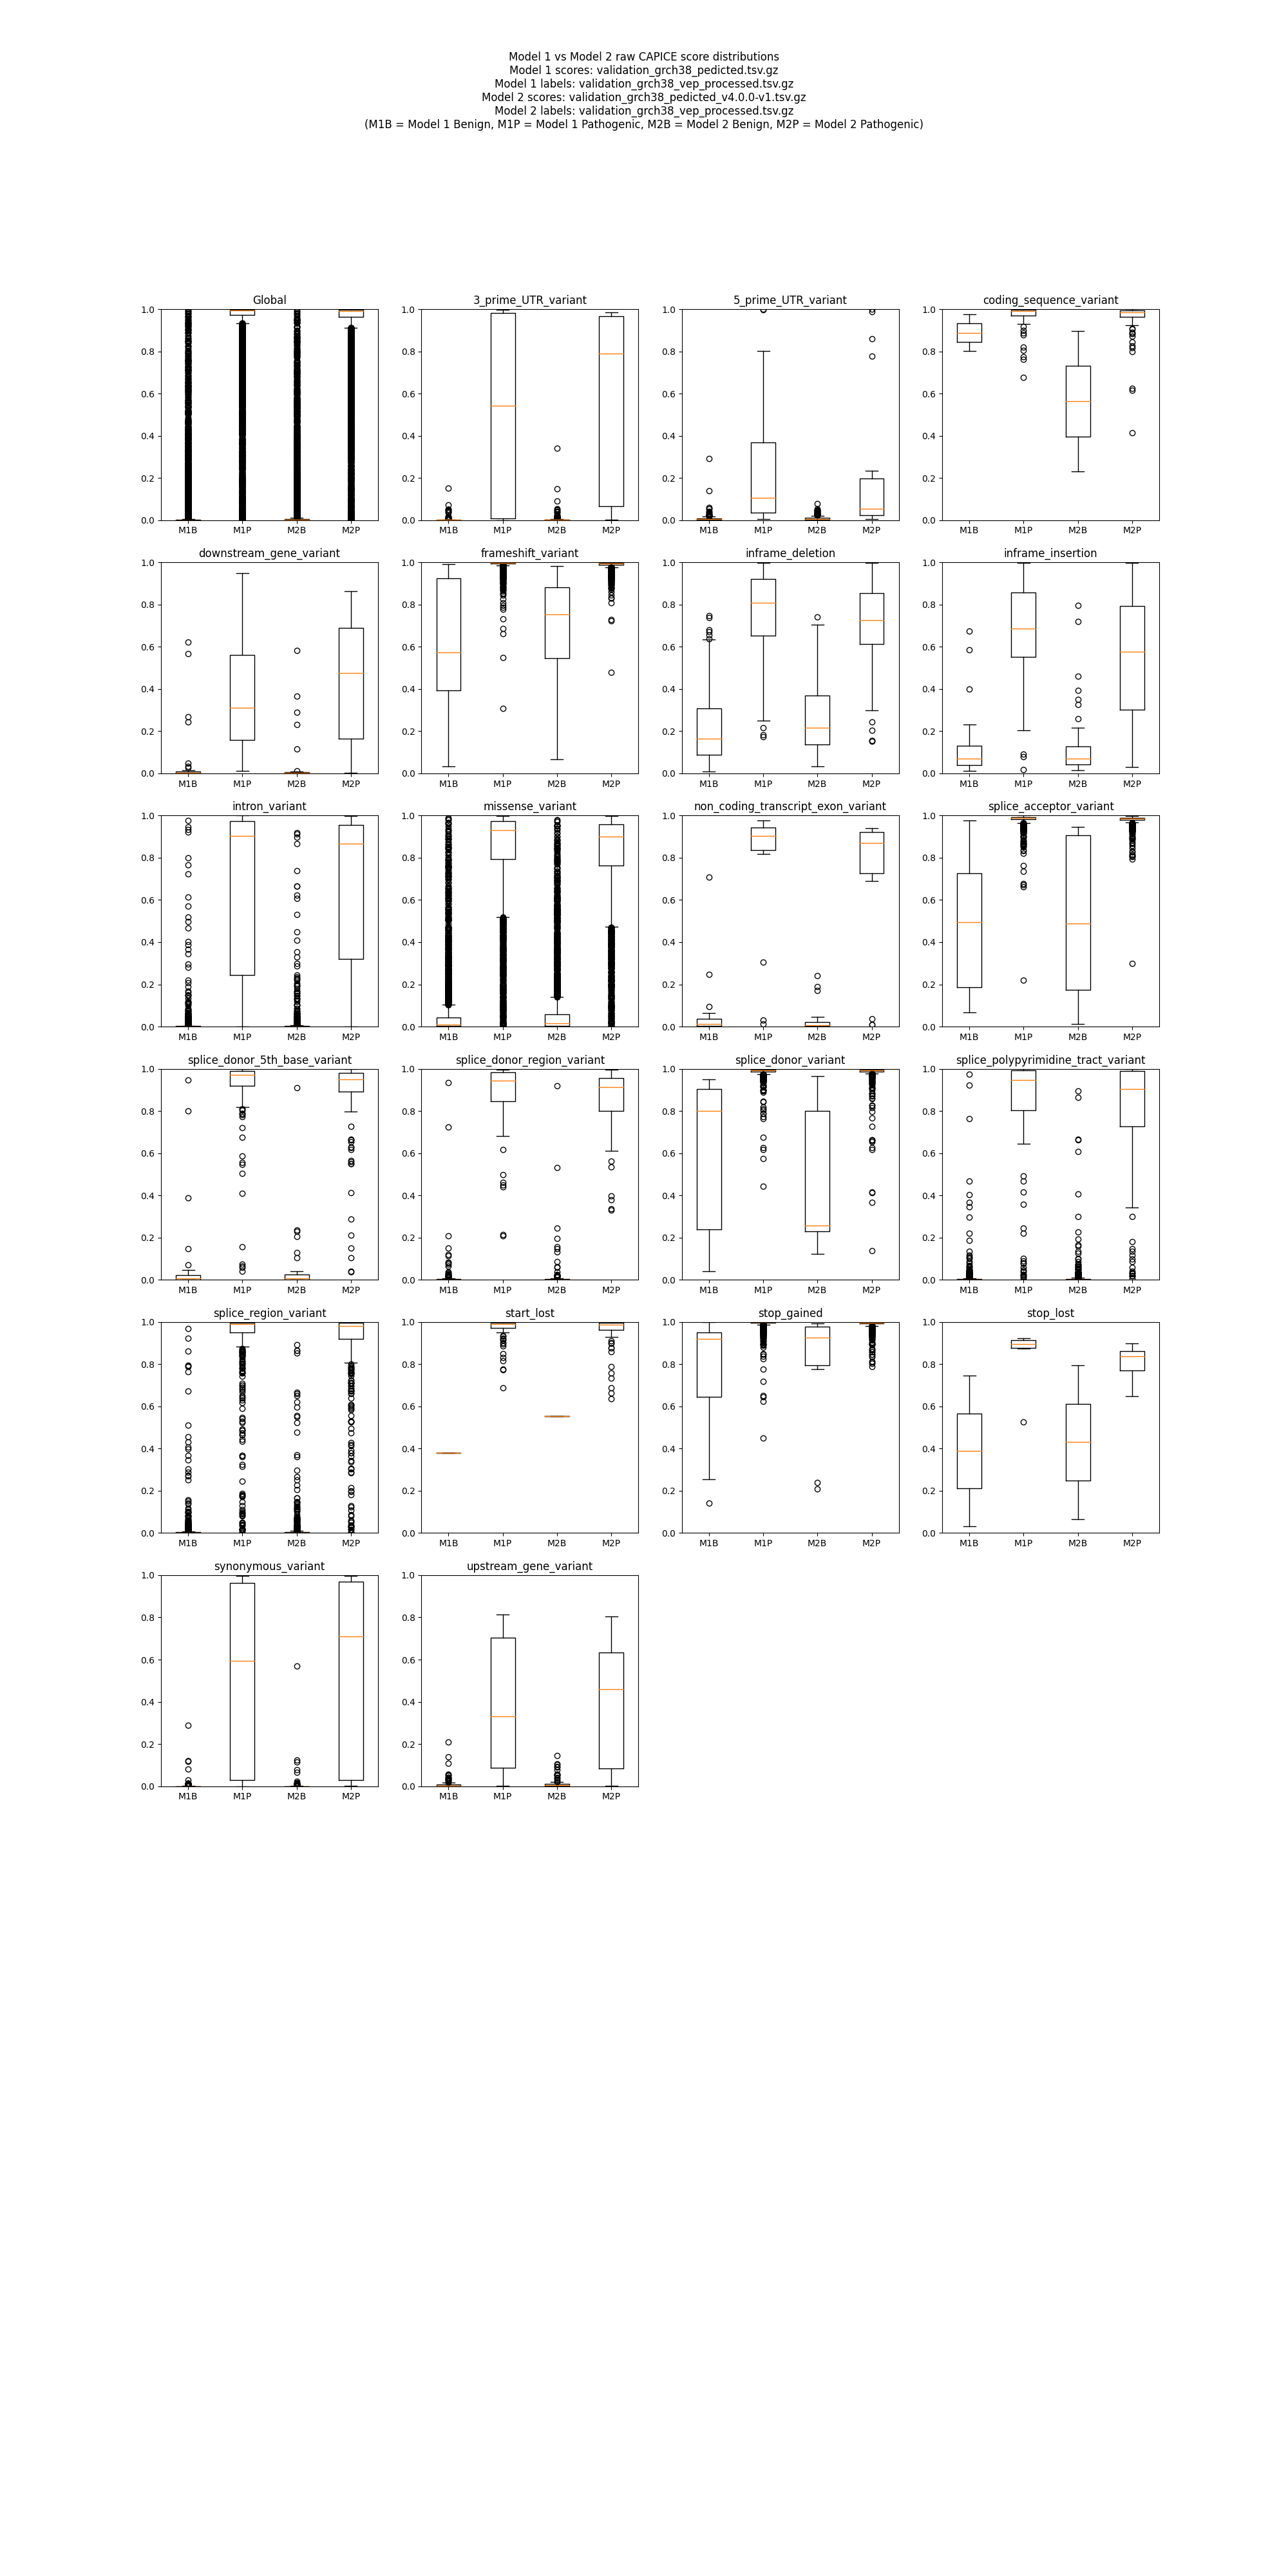 Model 1 vs Model 2 raw CAPICE score distributions
Model 1 scores: validation_grch38_pedicted.tsv.gz
Model 1 labels: validation_grch38_vep_processed.tsv.gz
Model 2 scores: validation_grch38_pedicted_v4.0.0-v1.tsv.gz
Model 2 labels: validation_grch38_vep_processed.tsv.gz
(M1B = Model 1 Benign, M1P = Model 1 Pathogenic, M2B = Model 2 Benign, M2P = Model 2 Pathogenic)
Global 3_prime_UTR_variant 5_prime_UTR_variant coding_sequence_variant
1.0 1.0 1.0 1.0
0.8 0.8 0.8 0.8
0.6 0.6 0.6 0.6
0.4 0.4 0.4 0.4
0.2 0.2 0.2 0.2
0.0 0.0 0.0 0.0
M1B M1P M2B M2P M1B M1P M2B M2P M1B M1P M2B M2P M1B M1P M2B M2P
downstream_gene_variant frameshift_variant inframe_deletion inframe_insertion
1.0 1.0 1.0 1.0
0.8 0.8 0.8 0.8
0.6 0.6 0.6 0.6
0.4 0.4 0.4 0.4
0.2 0.2 0.2 0.2
0.0 0.0 0.0 0.0
M1B M1P M2B M2P M1B M1P M2B M2P M1B M1P M2B M2P M1B M1P M2B M2P
intron_variant missense_variant non_coding_transcript_exon_variant splice_acceptor_variant
1.0 1.0 1.0 1.0
0.8 0.8 0.8 0.8
0.6 0.6 0.6 0.6
0.4 0.4 0.4 0.4
0.2 0.2 0.2 0.2
0.0 0.0 0.0 0.0
M1B M1P M2B M2P M1B M1P M2B M2P M1B M1P M2B M2P M1B M1P M2B M2P
splice_donor_5th_base_variant splice_donor_region_variant splice_donor_variant splice_polypyrimidine_tract_variant
1.0 1.0 1.0 1.0
0.8 0.8 0.8 0.8
0.6 0.6 0.6 0.6
0.4 0.4 0.4 0.4
0.2 0.2 0.2 0.2
0.0 0.0 0.0 0.0
M1B M1P M2B M2P M1B M1P M2B M2P M1B M1P M2B M2P M1B M1P M2B M2P
splice_region_variant start_lost stop_gained stop_lost
1.0 1.0 1.0 1.0
0.8 0.8 0.8 0.8
0.6 0.6 0.6 0.6
0.4 0.4 0.4 0.4
0.2 0.2 0.2 0.2
0.0 0.0 0.0 0.0
M1B M1P M2B M2P M1B M1P M2B M2P M1B M1P M2B M2P M1B M1P M2B M2P
synonymous_variant upstream_gene_variant
1.0 1.0
0.8 0.8
0.6 0.6
0.4 0.4
0.2 0.2
0.0 0.0
M1B M1P M2B M2P M1B M1P M2B M2P